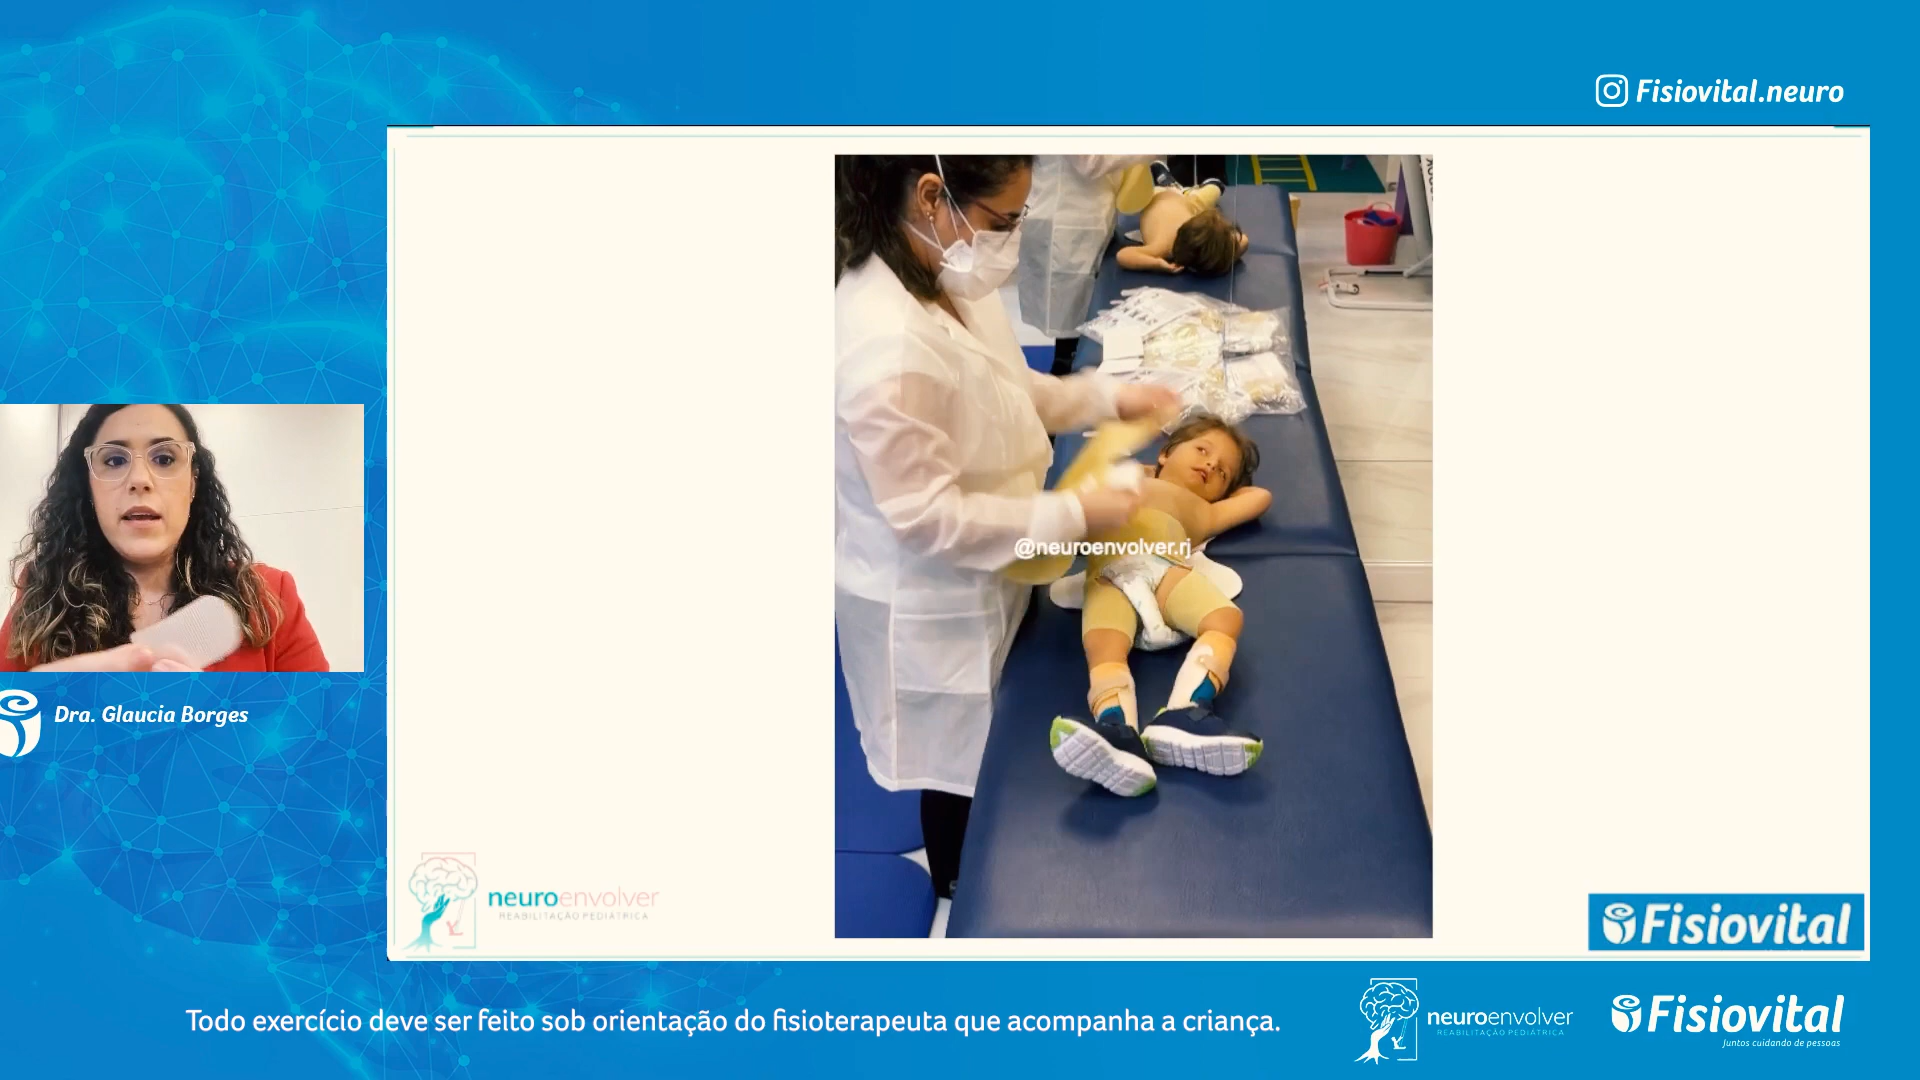 Fisiovital.neuro
@neuroenvolver.rj
Dra. Glaucia Borges
neuroenvolver
REABILITAÇÃO PEDIÁTRICA
Fisiovital
Todo exercício deve ser feito sob orientação do fisioterapeuta que acompanha a criança.
neuroenvolver
REABILITAÇÃO PEDIÁTRICA
Fisiovital
Juntos cuidando de pessoas